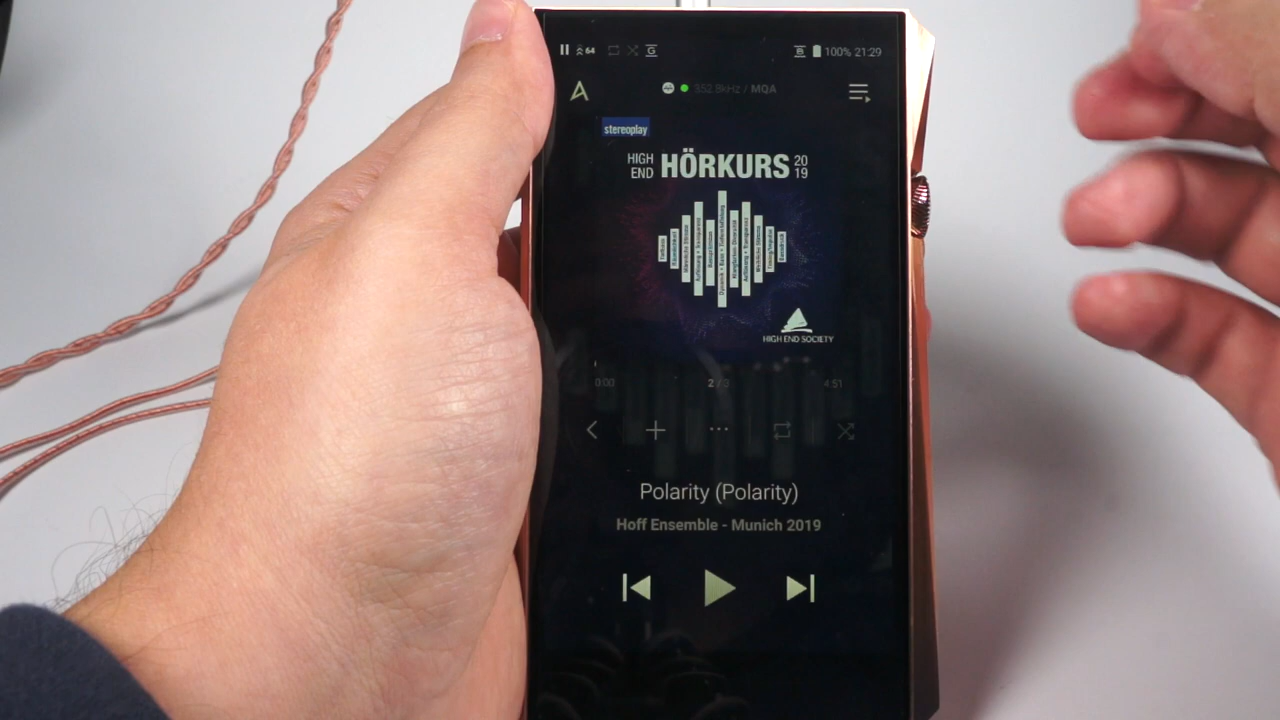 64 G B 100% 21:29
352.8kHz / MQA
stereoplay
HIGH END HÖRKURS 20 19
HIGH END SOCIETY
0:00 2 / 3 4:51
Polarity (Polarity)
Hoff Ensemble - Munich 2019